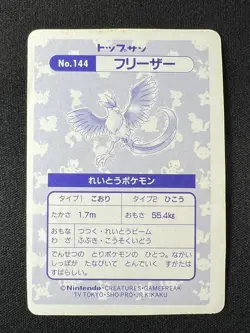 トップサン
No.144
フリーザー
れいとうポケモン
タイプ1 こおり タイプ2 ひこう
たかさ 1.7m おもさ 55.4kg
おもな つつく・れいとうビーム
わざ ふぶき・こうそくいどう
でんせつの とりポケモンの ひとつ。ながい
しっぽが たなびいて とんでいく すがたは
すばらしい。
©Nintendo・CREATURES・GAMEFREAK
TV TOKYO・SHO-PRO・JR KIKAKU